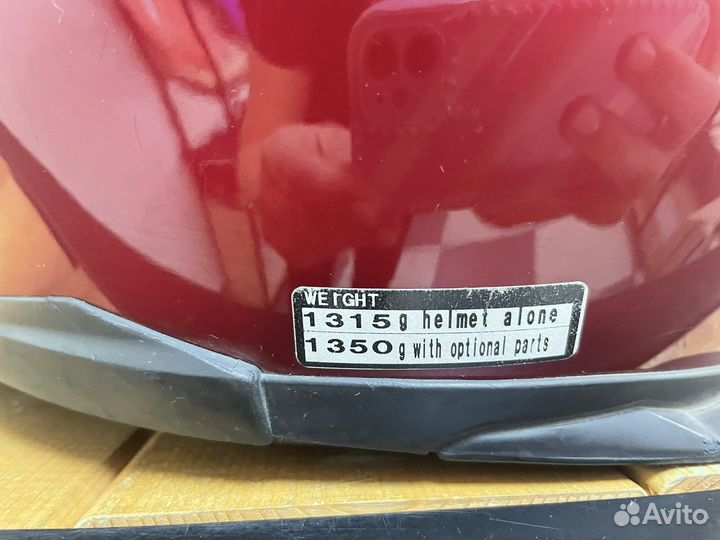 WEIGHT
1315g helmet alone
1350g with optional parts
Avito